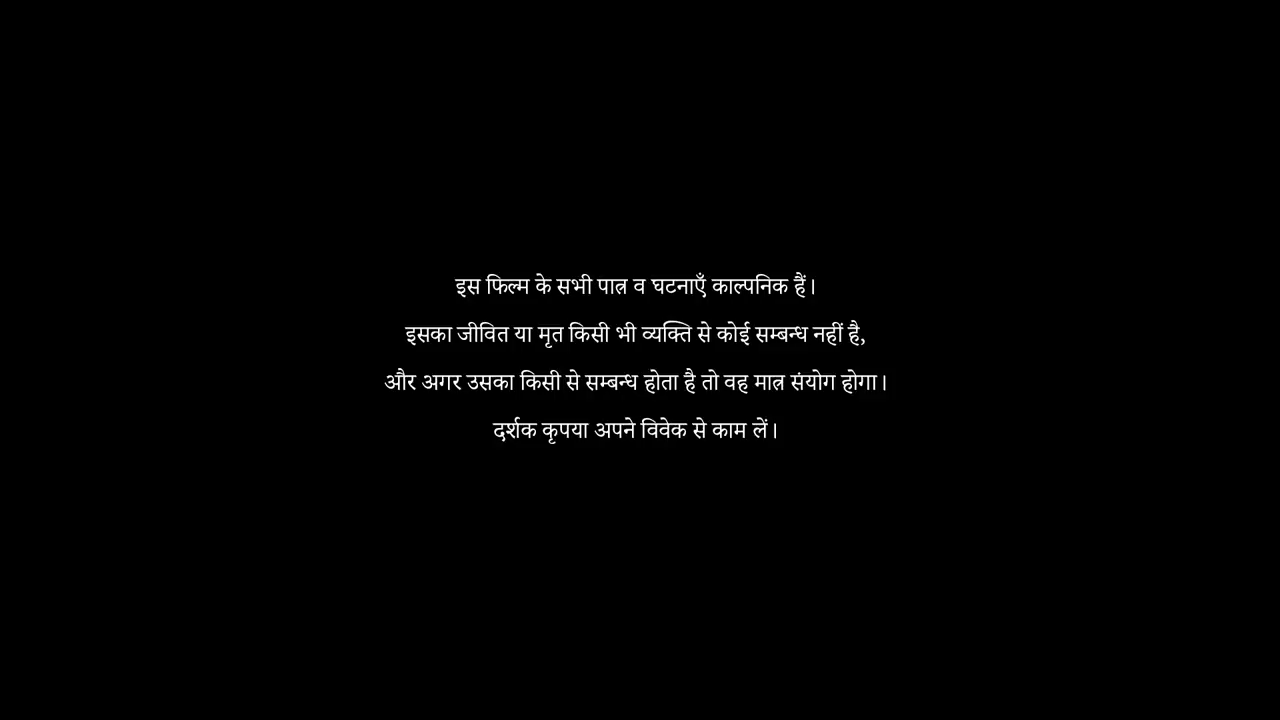 इस फिल्म के सभी पात्र व घटनाएँ काल्पनिक हैं।
इसका जीवित या मृत किसी भी व्यक्ति से कोई सम्बन्ध नहीं है,
और अगर उसका किसी से सम्बन्ध होता है तो वह मात्र संयोग होगा।
दर्शक कृपया अपने विवेक से काम लें।